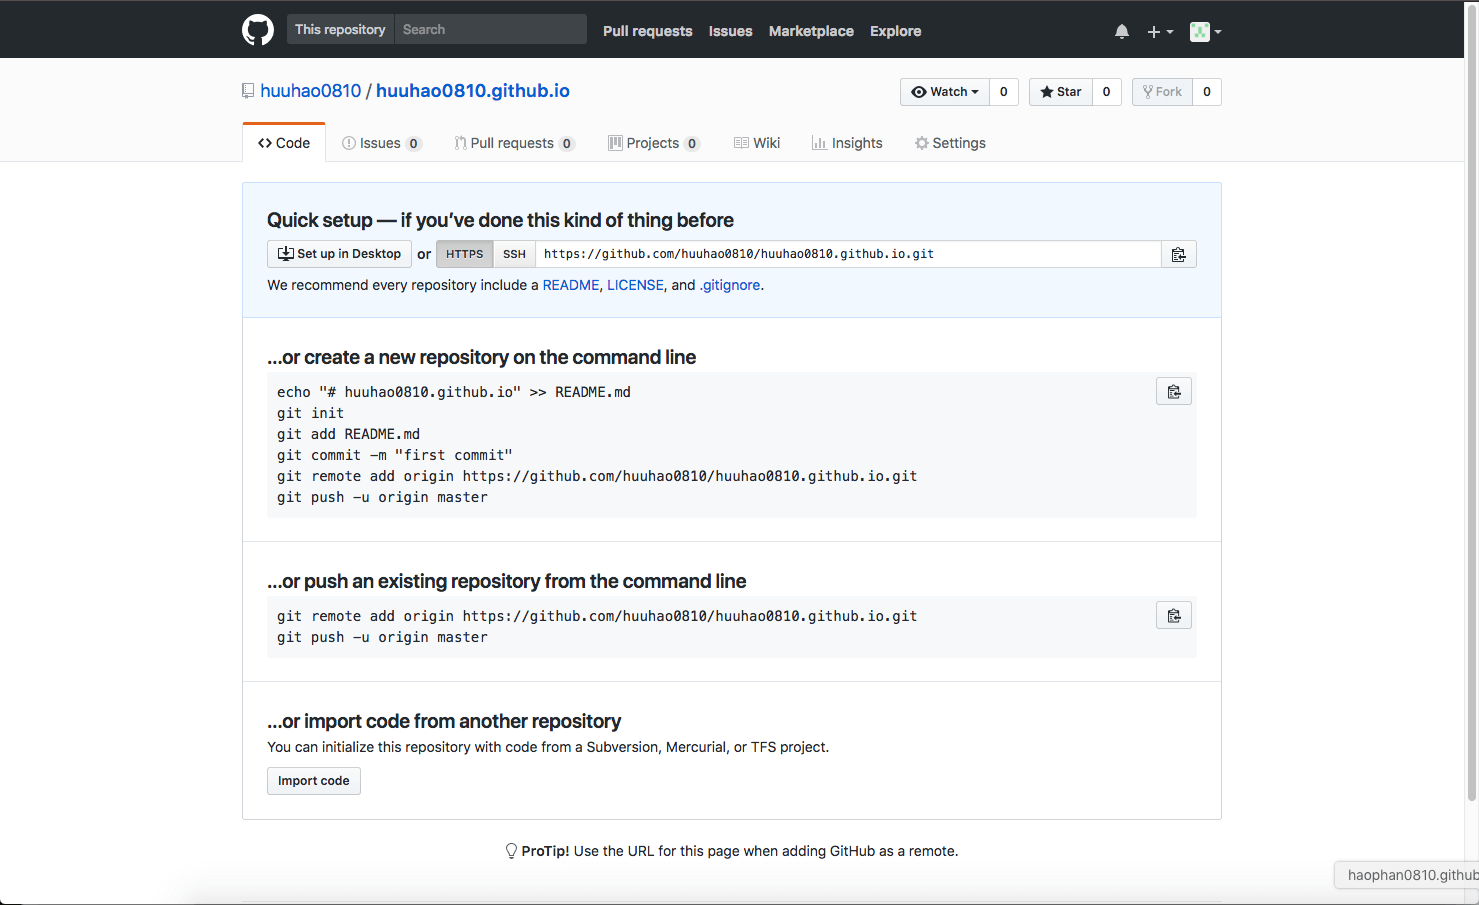 This repository Search Pull requests Issues Marketplace Explore
huuhao0810 / huuhao0810.github.io Watch 0 Star 0 Fork 0
Code Issues 0 Pull requests 0 Projects 0 Wiki Insights Settings
Quick setup — if you've done this kind of thing before
Set up in Desktop or HTTPS SSH https://github.com/huuhao0810/huuhao0810.github.io.git
We recommend every repository include a README, LICENSE, and .gitignore.
…or create a new repository on the command line
echo "# huuhao0810.github.io" >> README.md
git init
git add README.md
git commit -m "first commit"
git remote add origin https://github.com/huuhao0810/huuhao0810.github.io.git
git push -u origin master
…or push an existing repository from the command line
git remote add origin https://github.com/huuhao0810/huuhao0810.github.io.git
git push -u origin master
…or import code from another repository
You can initialize this repository with code from a Subversion, Mercurial, or TFS project.
Import code
ProTip! Use the URL for this page when adding GitHub as a remote.
haophan0810.github